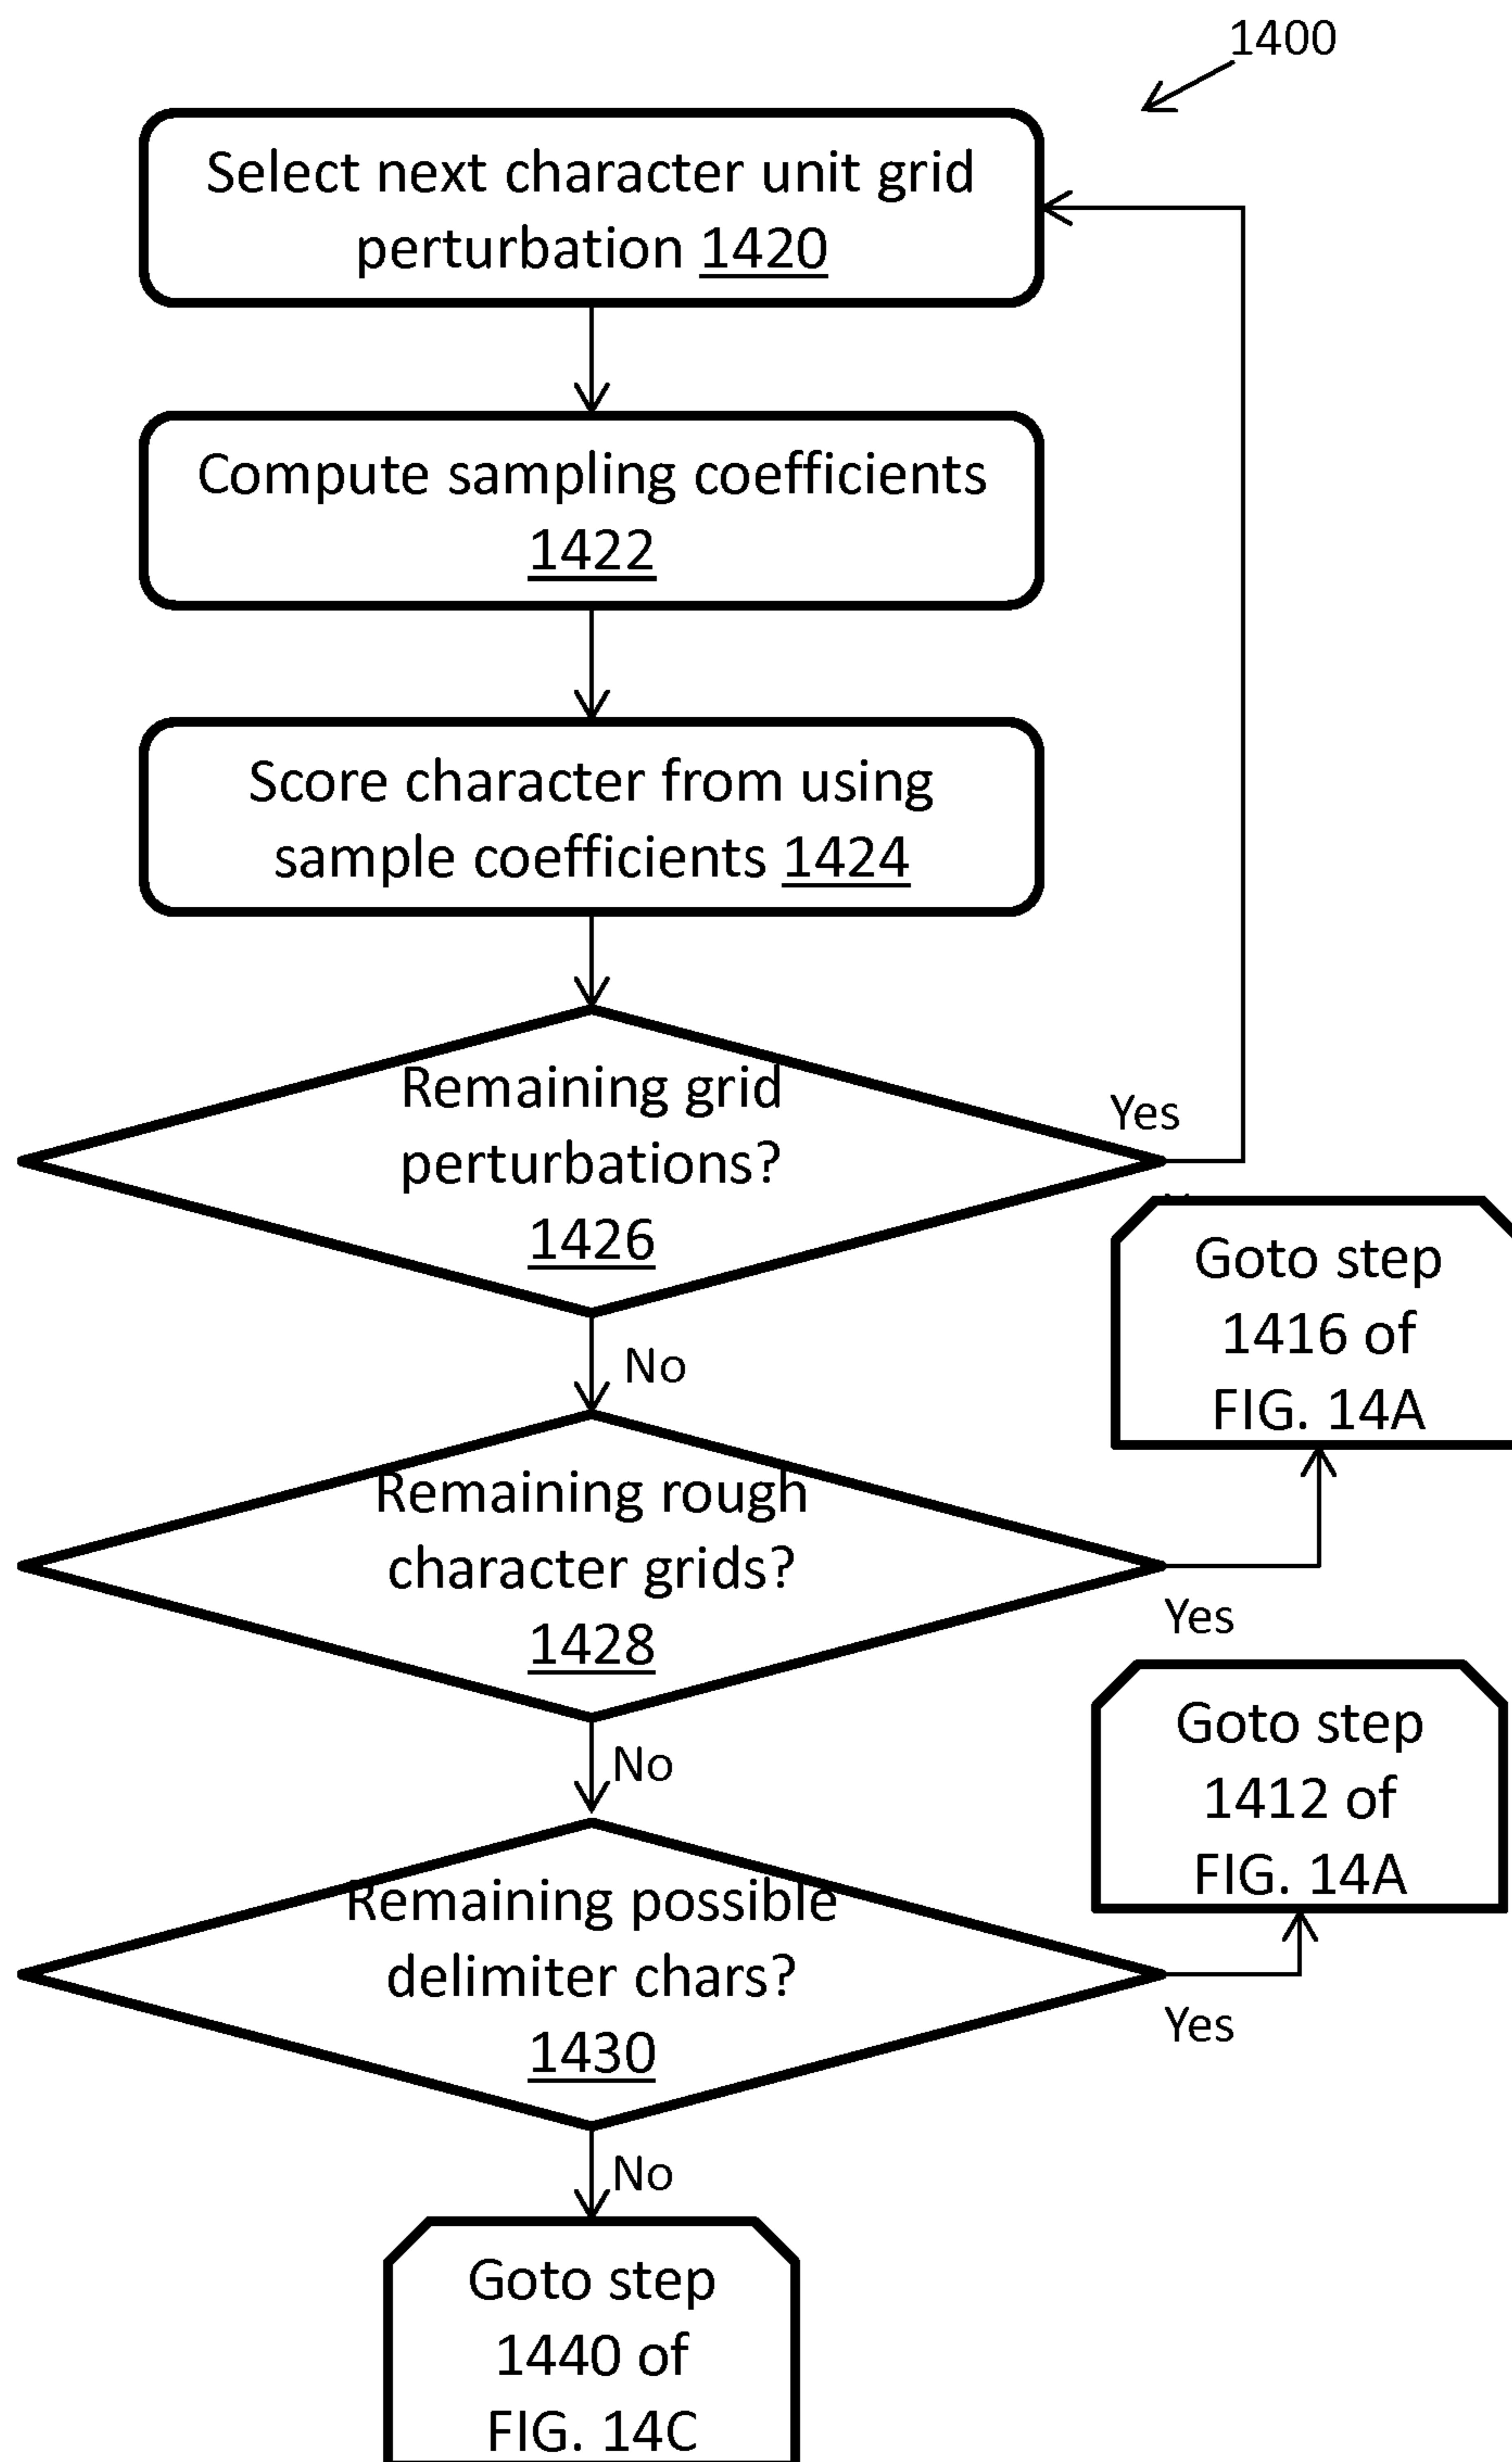 1400
Select next character unit grid
perturbation 1420
Compute sampling coefficients
1422
Score character from using
sample coefficients 1424
Remaining grid
perturbations?
1426
Yes
No
Goto step
1416 of
FIG. 14A
Remaining rough
character grids?
1428
Yes
No
Goto step
1412 of
FIG. 14A
Remaining possible
delimiter chars?
1430
Yes
No
Goto step
1440 of
FIG. 14C